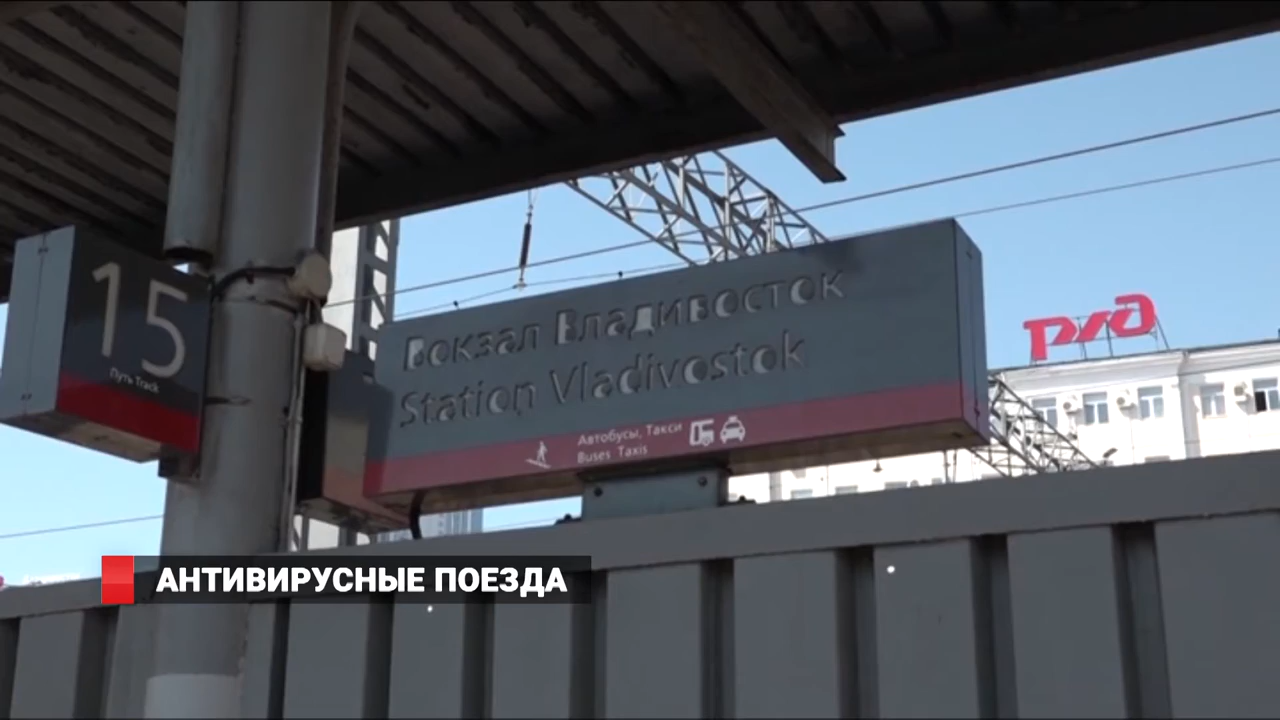 15
Путь Track
Вокзал Владивосток
Station Vladivostok
Автобусы, Такси
Buses Taxis
ржд
АНТИВИРУСНЫЕ ПОЕЗДА